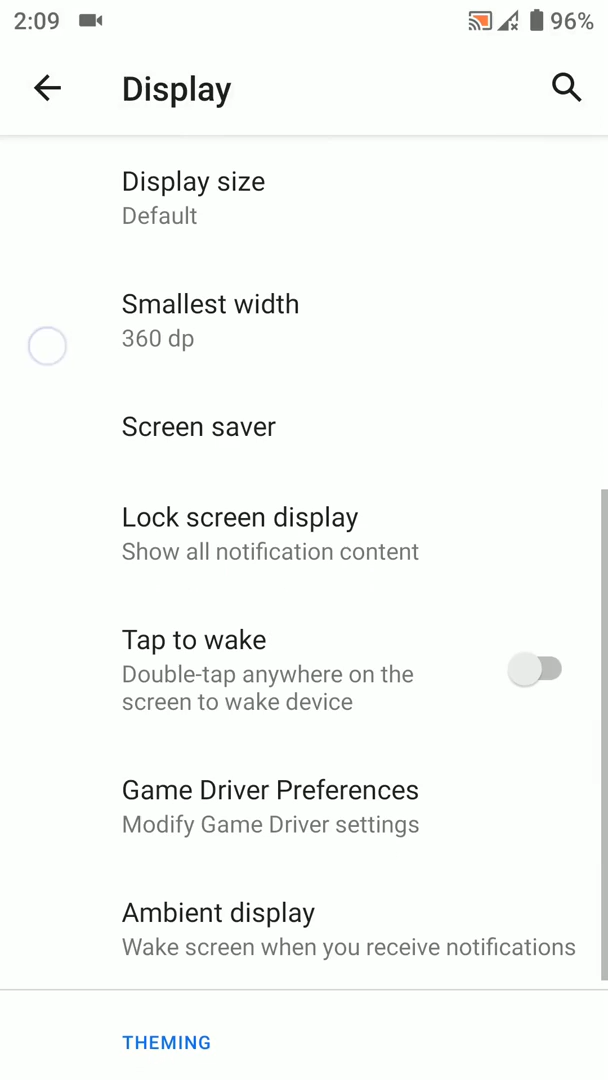 2:09 96%
Display
Display size
Default
Smallest width
360 dp
Screen saver
Lock screen display
Show all notification content
Tap to wake
Double-tap anywhere on the
screen to wake device
Game Driver Preferences
Modify Game Driver settings
Ambient display
Wake screen when you receive notifications
THEMING